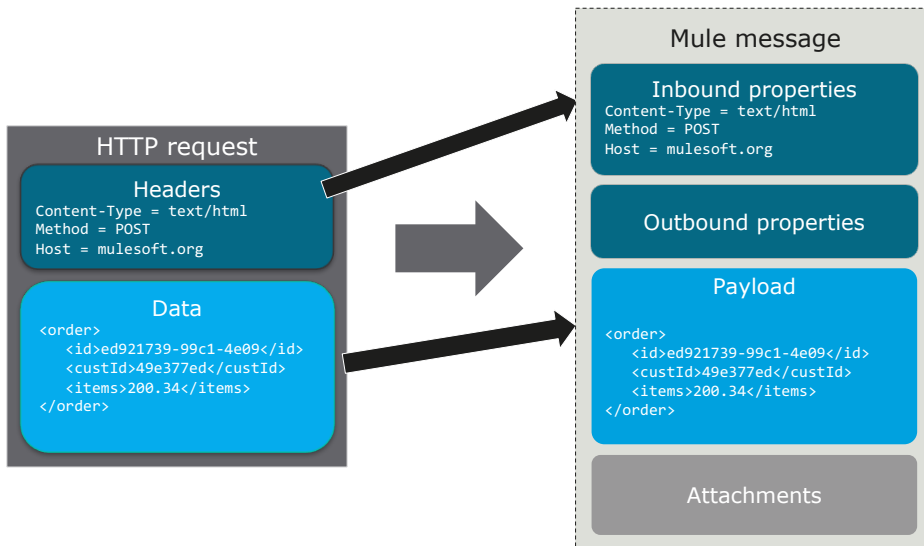 HTTP request
Headers
Content-Type = text/html
Method = POST
Host = mulesoft.org
Data
<order>
   <id>ed921739-99c1-4e09</id>
   <custId>49e377ed</custId>
   <items>200.34</items>
</order>
Mule message
Inbound properties
Content-Type = text/html
Method = POST
Host = mulesoft.org
Outbound properties
Payload
<order>
   <id>ed921739-99c1-4e09</id>
   <custId>49e377ed</custId>
   <items>200.34</items>
</order>
Attachments